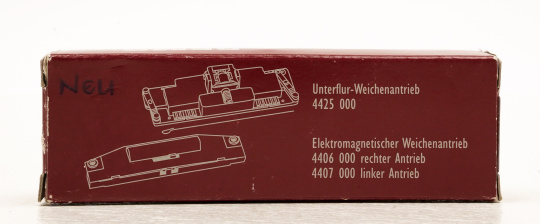 Neu
Unterflur-Weichenantrieb
4425 000
Elektromagnetischer Weichenantrieb
4406 000 rechter Antrieb
4407 000 linker Antrieb